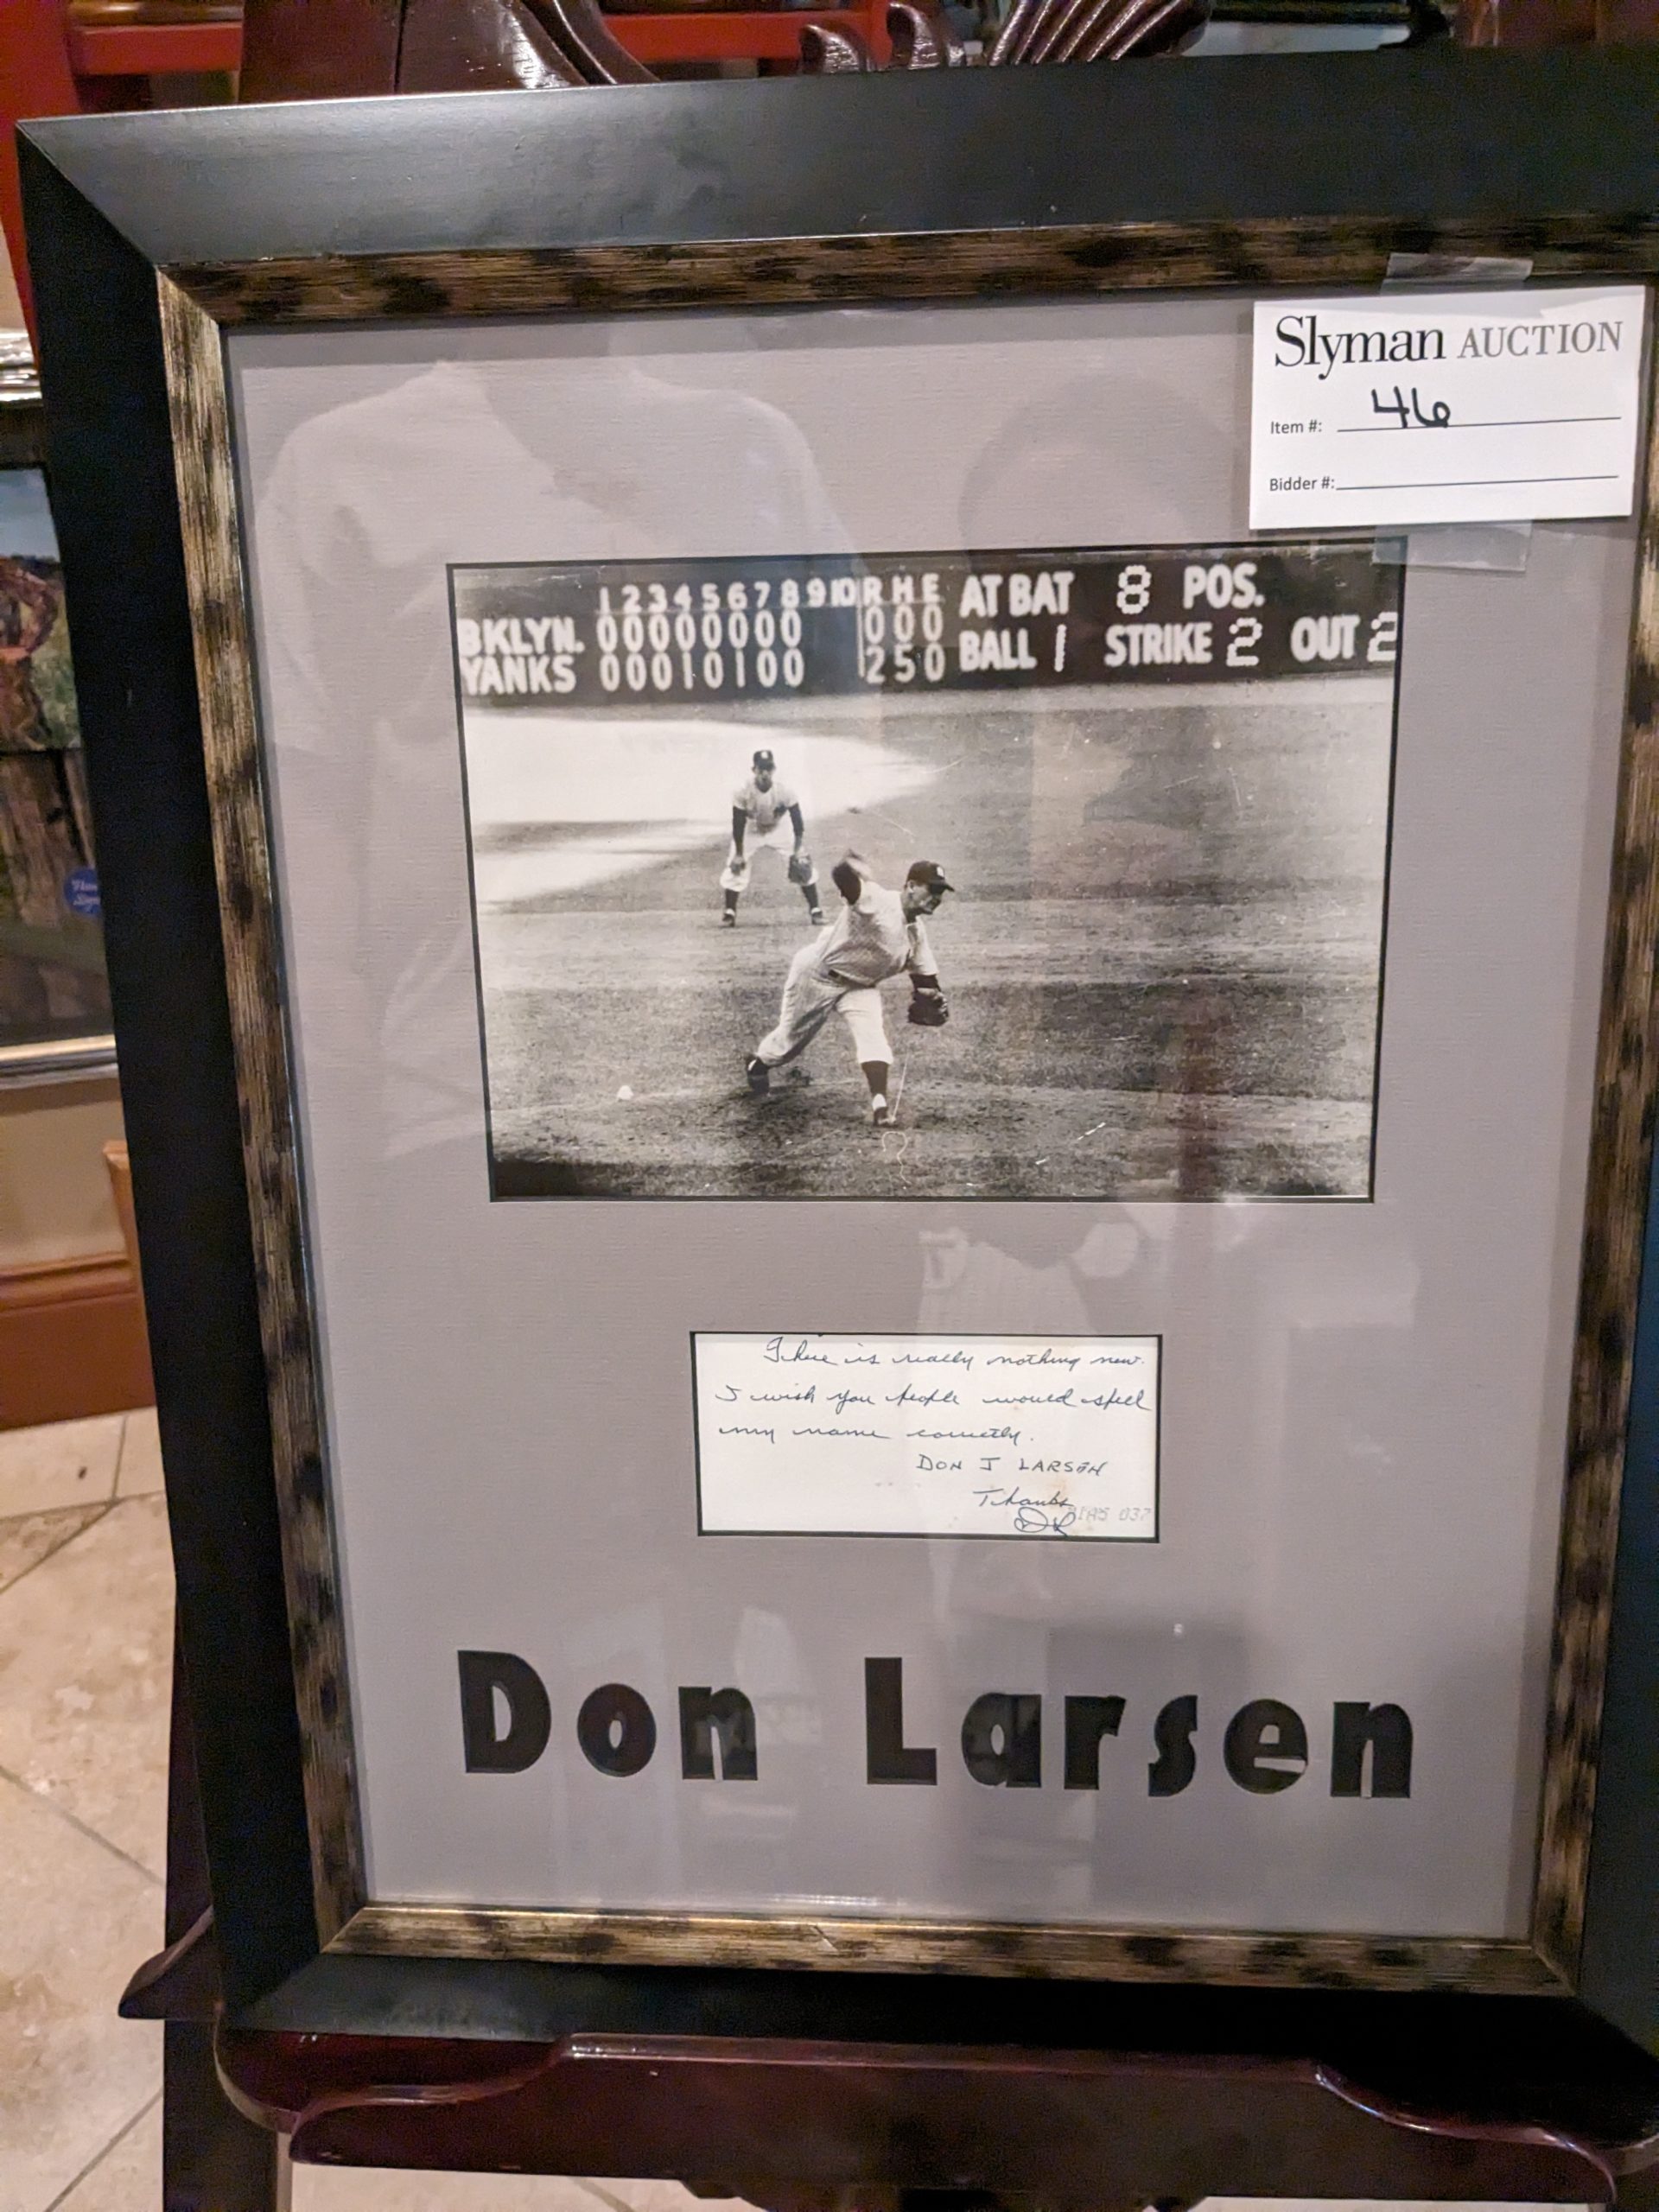 Slyman AUCTION
Item #: 46
Bidder #:
1 2 3 4 5 6 7 8 9 10 R H E AT BAT 8 POS.
BKLYN. 0 0 0 0 0 0 0 0 0 0 0 BALL 1 STRIKE 2 OUT 2
YANKS 0 0 0 1 0 1 0 0 2 5 0
There is really nothing new.
I wish you people would spell
my name correctly.
DON J LARSEN
Thanks
DL
Don Larsen